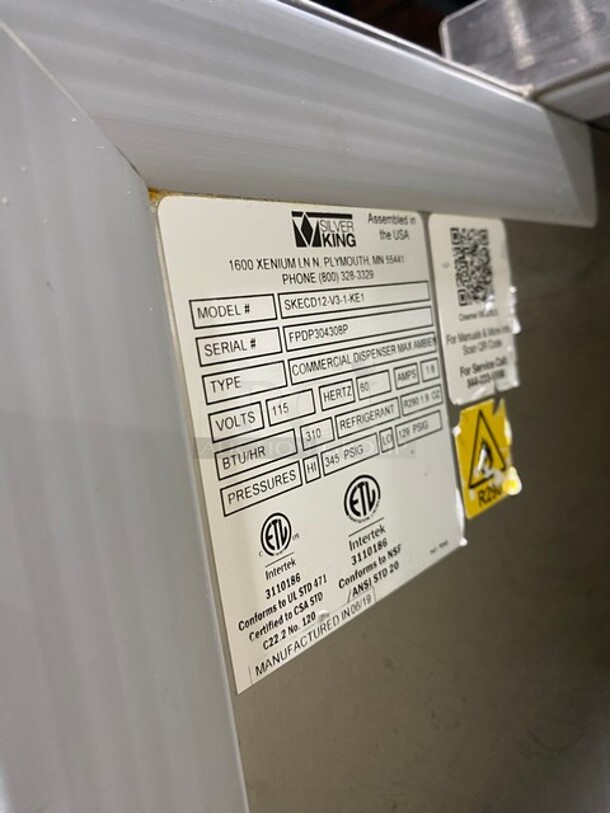 SILVER KING
Assembled in the USA
1600 XENIUM LN N. PLYMOUTH, MN 55441
PHONE (800) 328-3329
MODEL # SKECD12-V3-1-KE1
SERIAL # FPDP304308P
TYPE COMMERCIAL DISPENSER MAX AMBIEN
VOLTS 115 HERTZ 60 AMPS 1.8
BTU/HR 310 REFRIGERANT R290 1.9 OZ
PRESSURES HI 345 PSIG LO 129 PSIG
ETL
Intertek
3110186
Conforms to UL STD 471
Certified to CSA STD
C22.2 No. 120
ETL
Intertek
3110186
Conforms to NSF
/ANSI STD 20
MANUFACTURED IN 06/19
For Manuals & More Info
Scan QR Code
For Service Call
R290